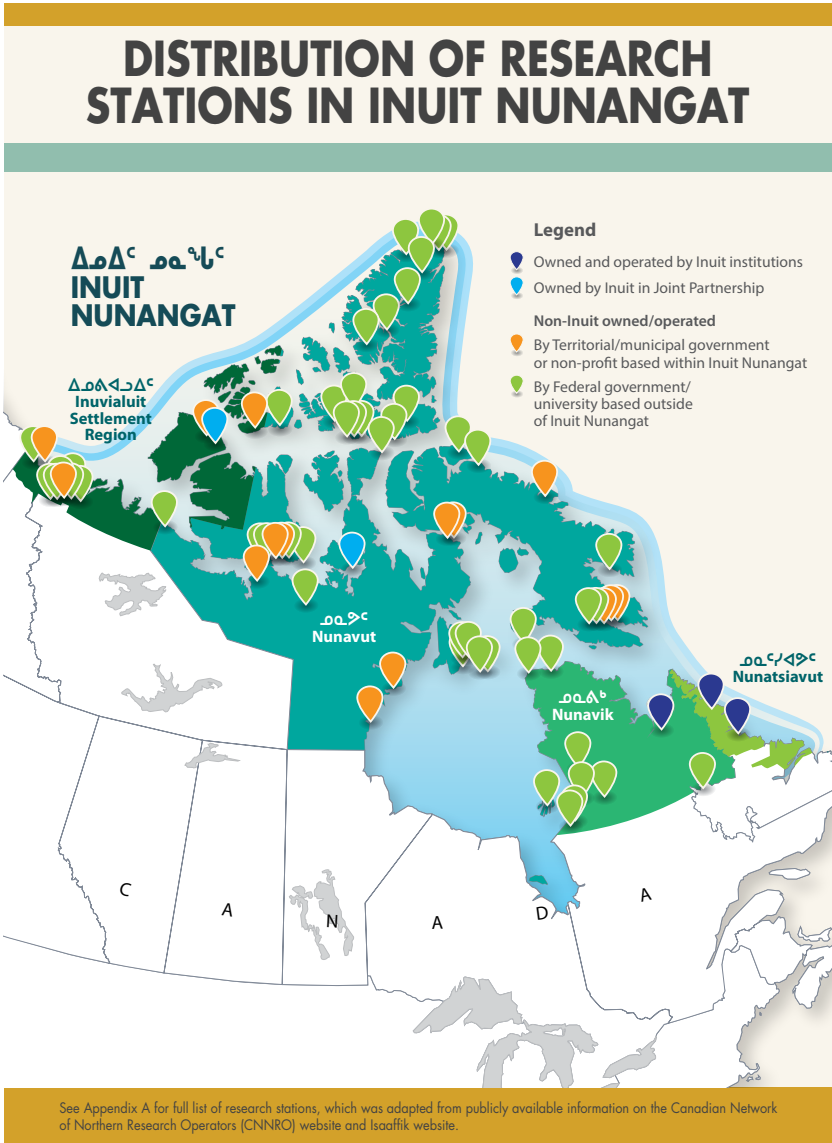 DISTRIBUTION OF RESEARCH
STATIONS IN INUIT NUNANGAT
ᐃᓄᐃᑦ ᓄᓇᖓᑦ
INUIT
NUNANGAT
Legend
Owned and operated by Inuit institutions
Owned by Inuit in Joint Partnership
Non-Inuit owned/operated
By Territorial/municipal government
or non-profit based within Inuit Nunangat
By Federal government/
university based outside
of Inuit Nunangat
ᐃᓄᕕᐊᓗᐃᑦ
Inuvialuit
Settlement
Region
ᓄᓇᕗᑦ
Nunavut
ᓄᓇᑦᓯᐊᕗᑦ
Nunatsiavut
ᓄᓇᕕᒃ
Nunavik
C A N A D A
See Appendix A for full list of research stations, which was adapted from publicly available information on the Canadian Network
of Northern Research Operators (CNNRO) website and Isaaffik website.